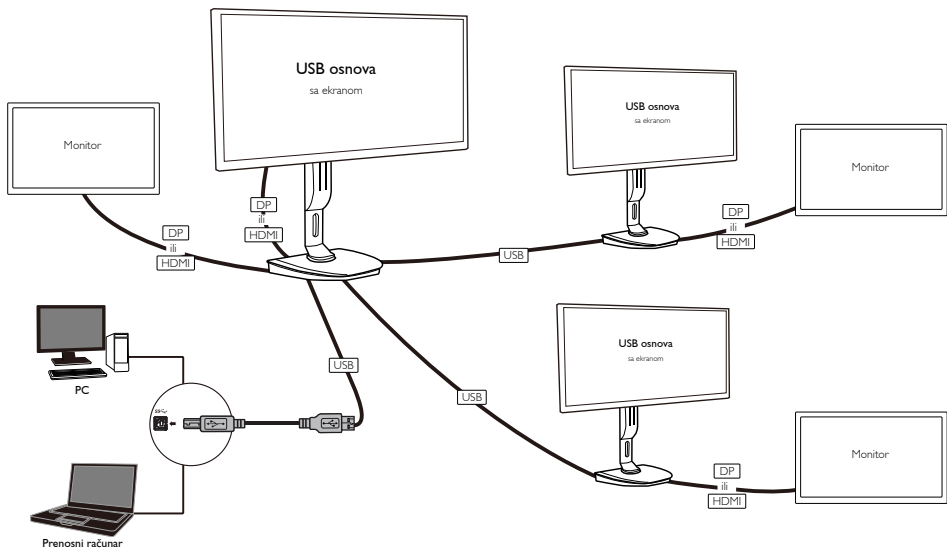 USB osnova
sa ekranom
USB osnova
sa ekranom
Monitor
Monitor
DP
ili
HDMI
DP
ili
HDMI
DP
ili
HDMI
USB
USB osnova
sa ekranom
PC
USB
USB
Monitor
DP
ili
HDMI
Prenosni računar